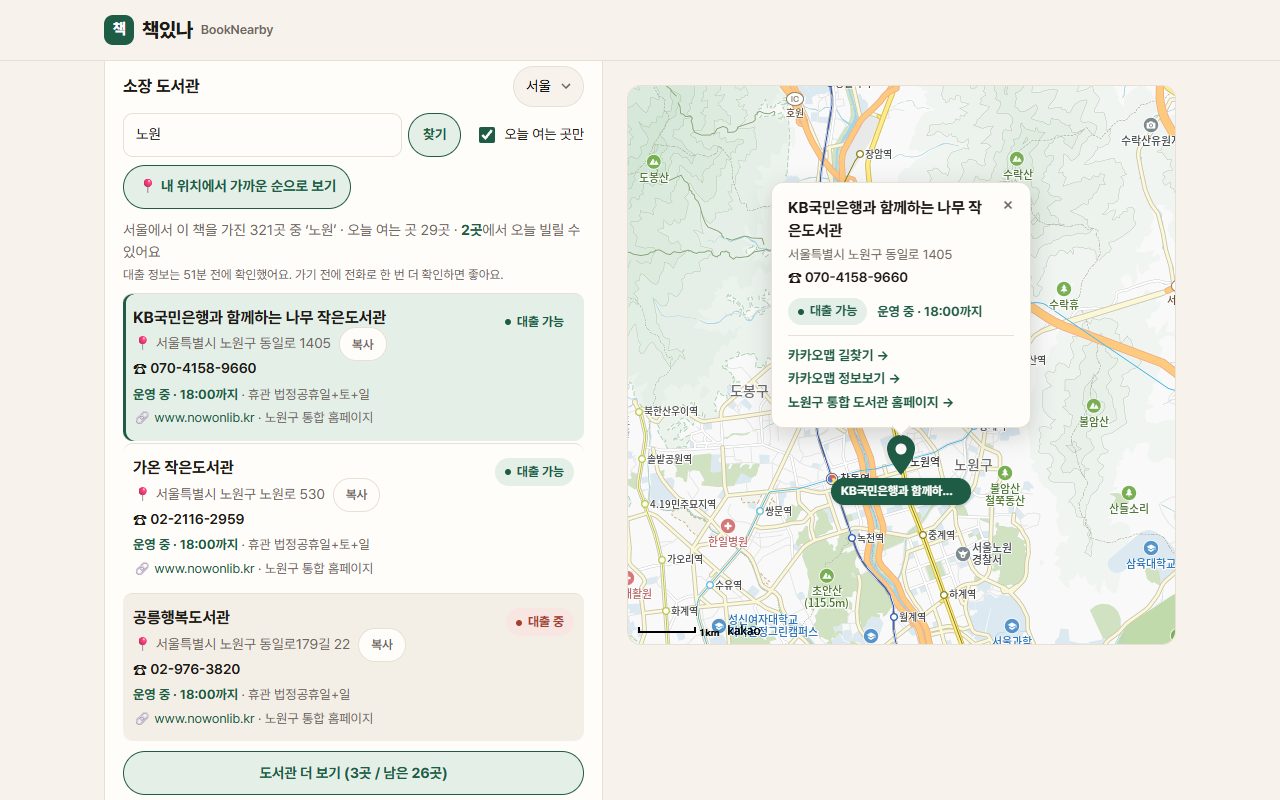 책 책있나 BookNearby
소장 도서관
서울
노원
찾기
오늘 여는 곳만
내 위치에서 가까운 순으로 보기
서울에서 이 책을 가진 321곳 중 ‘노원’ · 오늘 여는 곳 29곳 · 2곳에서 오늘 빌릴 수
있어요
대출 정보는 51분 전에 확인했어요. 가기 전에 전화로 한 번 더 확인하면 좋아요.
KB국민은행과 함께하는 나무 작은도서관
대출 가능
서울특별시 노원구 동일로 1405
복사
☎ 070-4158-9660
운영 중 · 18:00까지 · 휴관 법정공휴일+토+일
www.nowonlib.kr · 노원구 통합 홈페이지
가온 작은도서관
대출 가능
서울특별시 노원구 노원로 530
복사
☎ 02-2116-2959
운영 중 · 18:00까지 · 휴관 법정공휴일+토+일
www.nowonlib.kr · 노원구 통합 홈페이지
공릉행복도서관
대출 중
서울특별시 노원구 동일로179길 22
복사
☎ 02-976-3820
운영 중 · 18:00까지 · 휴관 법정공휴일+일
www.nowonlib.kr · 노원구 통합 홈페이지
도서관 더 보기 (3곳 / 남은 26곳)
IC
호원
장암역
수락산유원지
도봉산
수락산
KB국민은행과 함께하는 나무 작
은도서관
×
서울특별시 노원구 동일로 1405
☎ 070-4158-9660
대출 가능
운영 중 · 18:00까지
카카오맵 길찾기 →
카카오맵 정보보기 →
노원구 통합 도서관 홈페이지 →
수락휴
도봉구
북한산우이역
불암산
솔밭공원역
노원역
노원구
창동역
KB국민은행과 함께하...
불암산
철쭉동산
4.19민주묘지역
쌍문역
산들소리
한일병원
녹천역
중계역
서울노원
경찰서
가오리역
삼육대학교
수유역
초안산
(115.5m)
하계역
화계역
월계역
성신여자대학교
운정그린캠퍼스
서울과학
1km
kakao